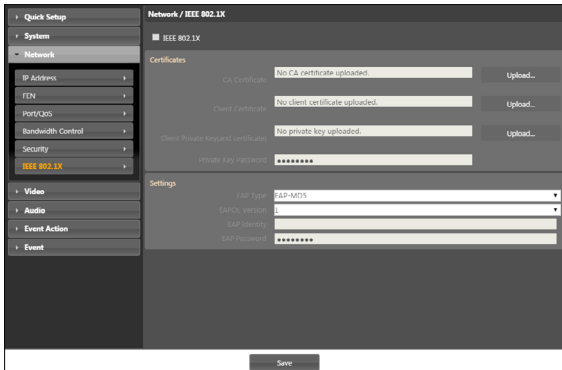 Quick Setup
System
Network
IP Address
FEN
Port/QoS
Bandwidth Control
Security
IEEE 802.1X
Video
Audio
Event Action
Event
Network / IEEE 802.1X
IEEE 802.1X
Certificates
CA Certificate No CA certificate uploaded. Upload...
Client Certificate No client certificate uploaded. Upload...
Client Private Key(and certificate) No private key uploaded. Upload...
Private Key Password ●●●●●●●●
Settings
EAP Type EAP-MD5
EAPOL Version 1
EAP Identity
EAP Password ●●●●●●●●
Save